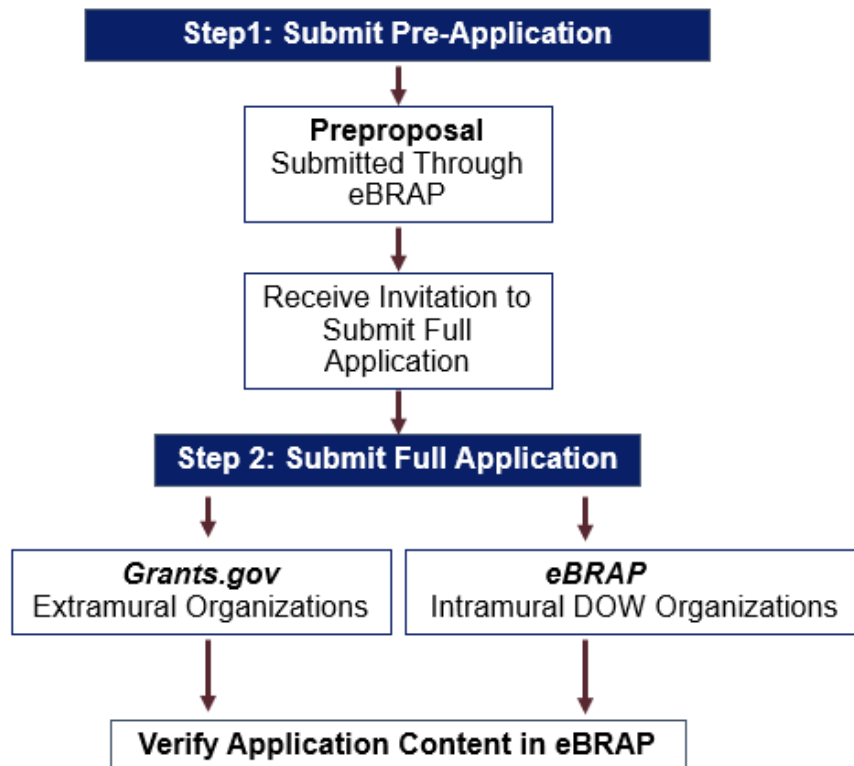 Step1: Submit Pre-Application
Preproposal
Submitted Through
eBRAP
Receive Invitation to
Submit Full
Application
Step 2: Submit Full Application
Grants.gov
Extramural Organizations
eBRAP
Intramural DOW Organizations
Verify Application Content in eBRAP